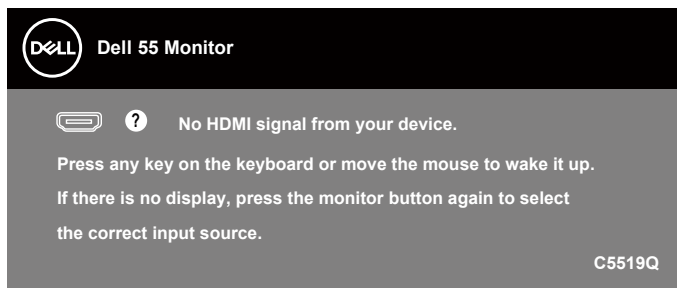 DELL Dell 55 Monitor
? No HDMI signal from your device.
Press any key on the keyboard or move the mouse to wake it up.
If there is no display, press the monitor button again to select
the correct input source.
C5519Q